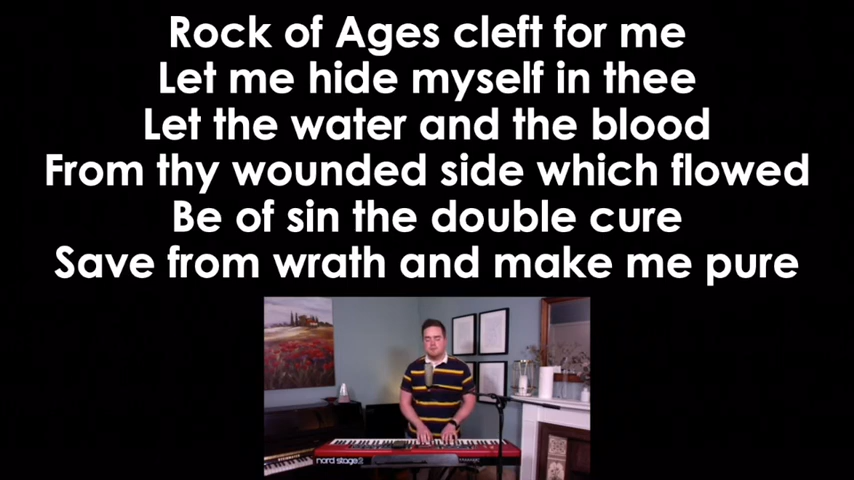 Rock of Ages cleft for me
Let me hide myself in thee
Let the water and the blood
From thy wounded side which flowed
Be of sin the double cure
Save from wrath and make me pure
nord stage